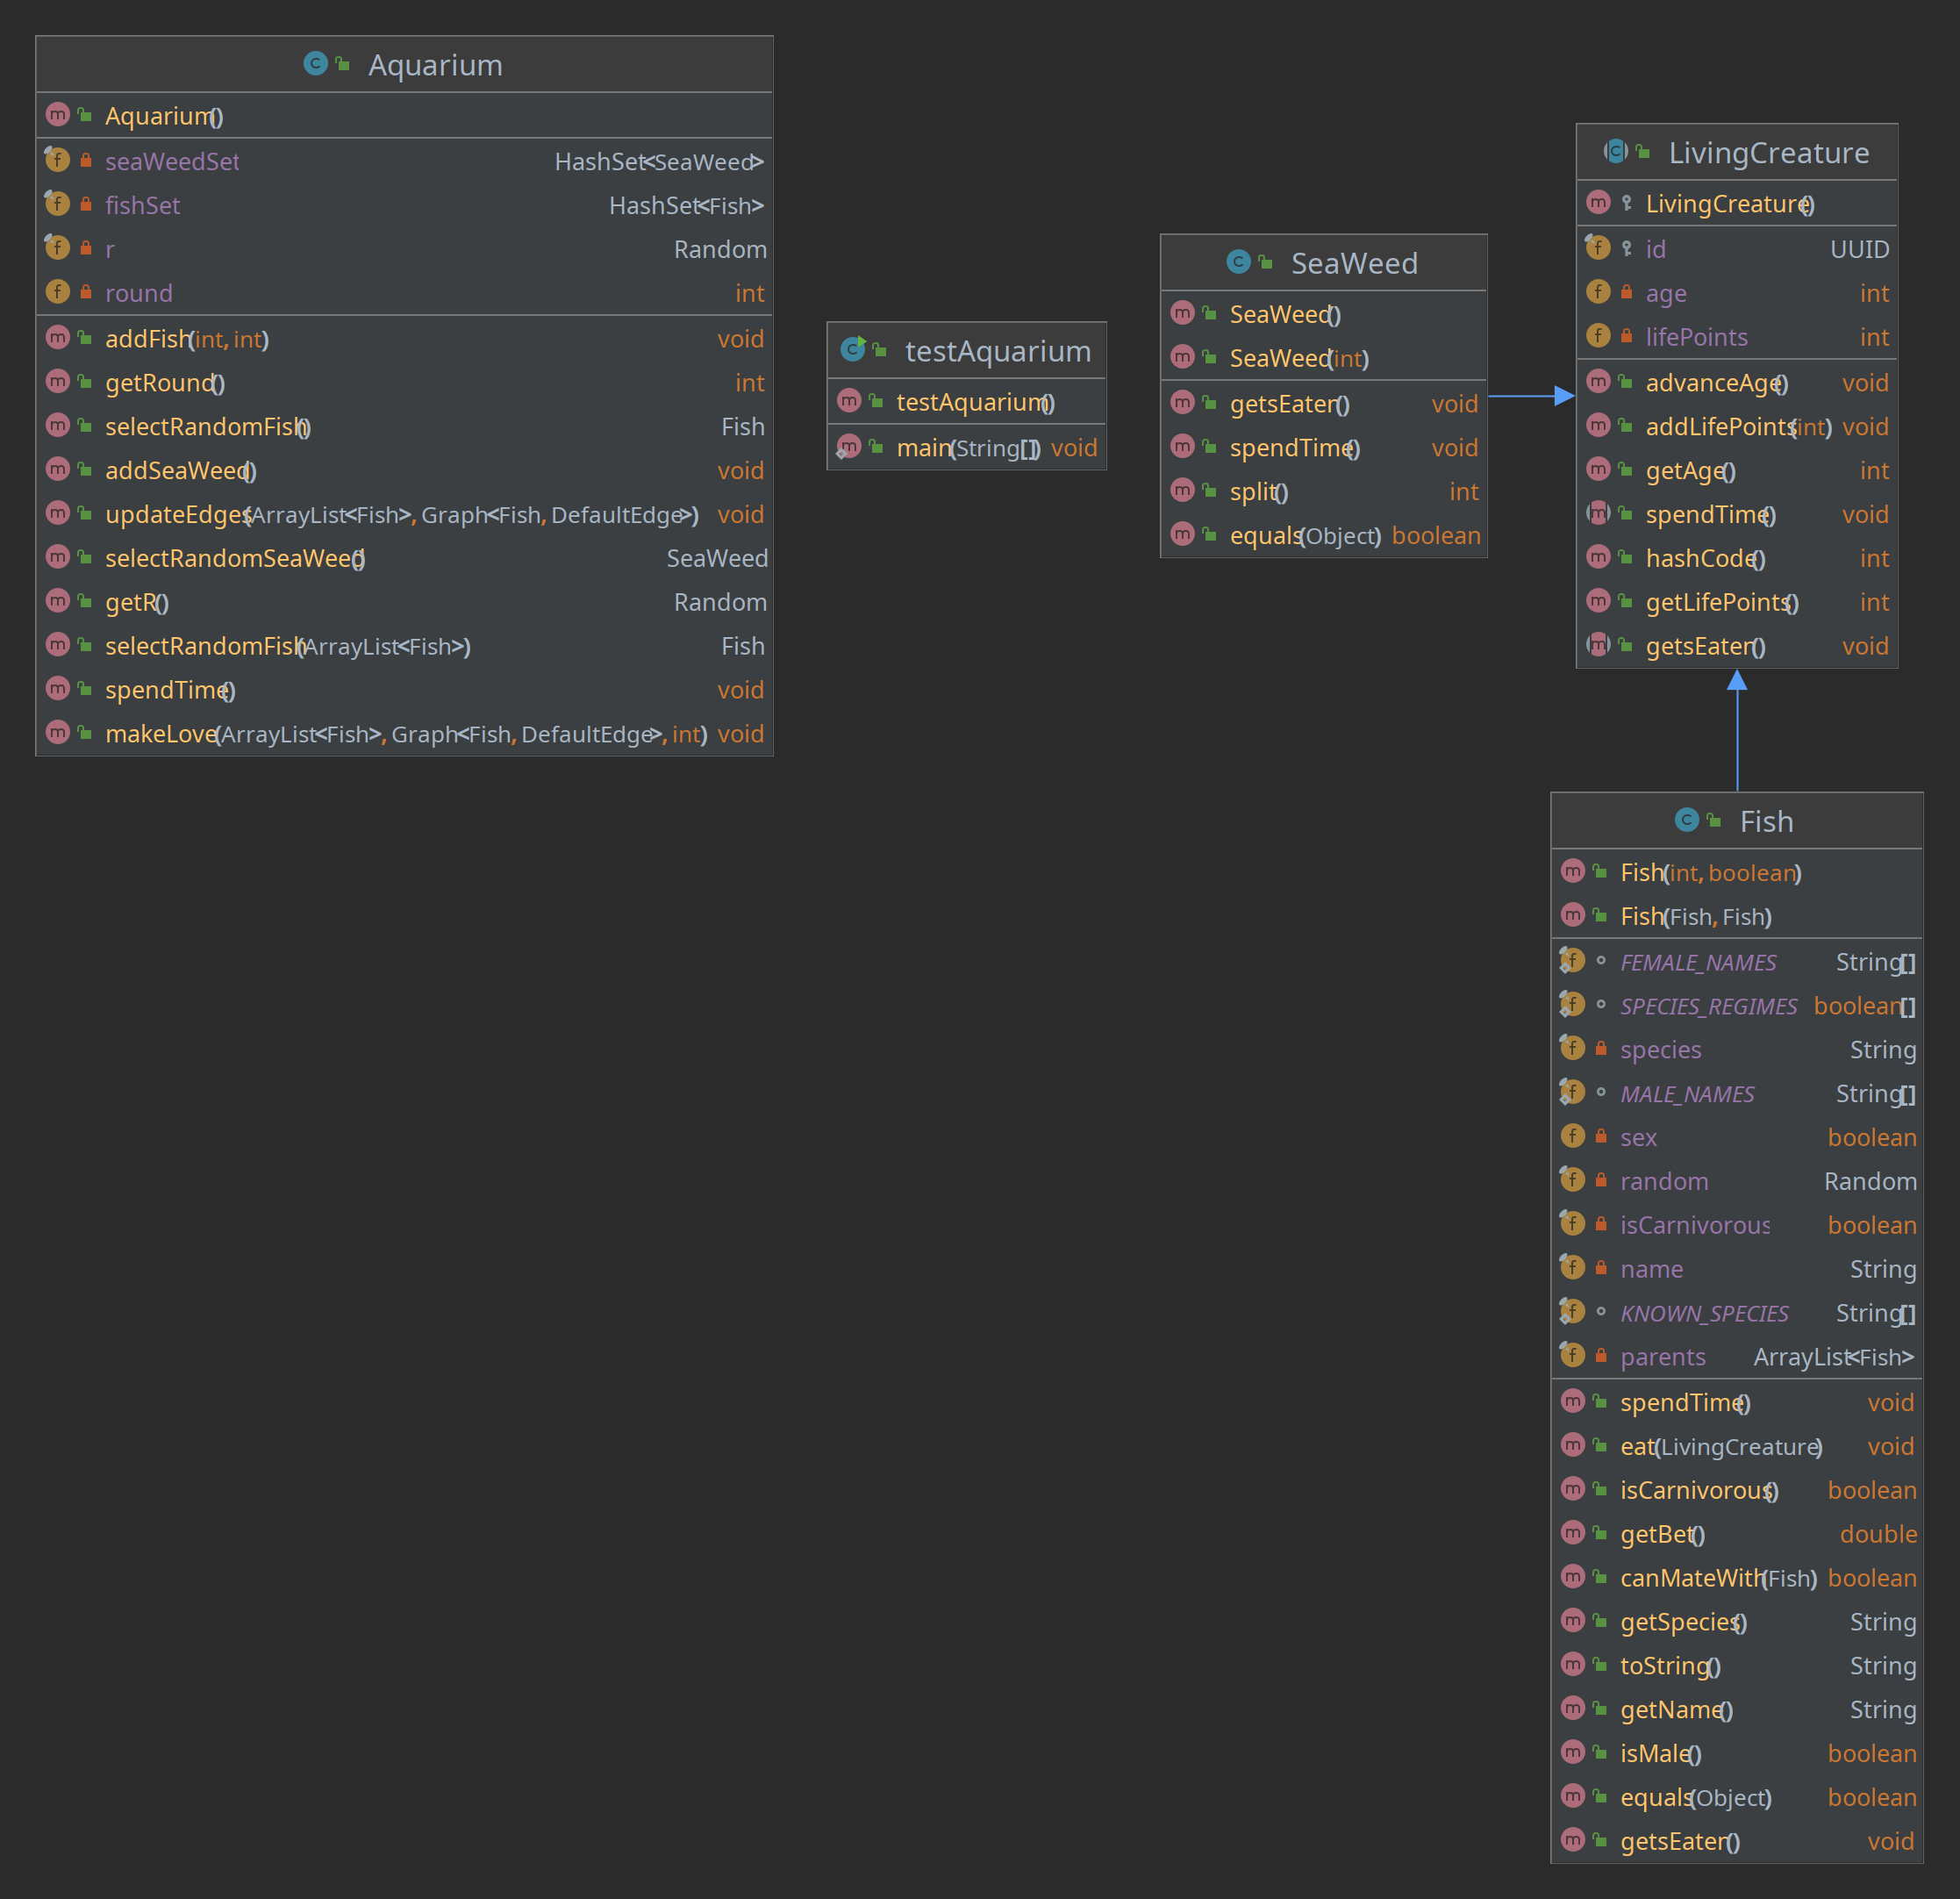 Aquarium
Aquarium()
seaWeedSet HashSet<SeaWeed>
fishSet HashSet<Fish>
r Random
round int
addFish(int, int) void
getRound() int
selectRandomFish() Fish
addSeaWeed() void
updateEdges(ArrayList<Fish>, Graph<Fish, DefaultEdge>) void
selectRandomSeaWeed() SeaWeed
getR() Random
selectRandomFish(ArrayList<Fish>) Fish
spendTime() void
makeLove(ArrayList<Fish>, Graph<Fish, DefaultEdge>, int) void
testAquarium
testAquarium()
main(String[]) void
SeaWeed
SeaWeed()
SeaWeed(int)
getsEaten() void
spendTime() void
split() int
equals(Object) boolean
LivingCreature
LivingCreature()
id UUID
age int
lifePoints int
advanceAge() void
addLifePoints(int) void
getAge() int
spendTime() void
hashCode() int
getLifePoints() int
getsEaten() void
Fish
Fish(int, boolean)
Fish(Fish, Fish)
FEMALE_NAMES String[]
SPECIES_REGIMES boolean[]
species String
MALE_NAMES String[]
sex boolean
random Random
isCarnivorous boolean
name String
KNOWN_SPECIES String[]
parents ArrayList<Fish>
spendTime() void
eat(LivingCreature) void
isCarnivorous() boolean
getBet() double
canMateWith(Fish) boolean
getSpecies() String
toString() String
getName() String
isMale() boolean
equals(Object) boolean
getsEaten() void